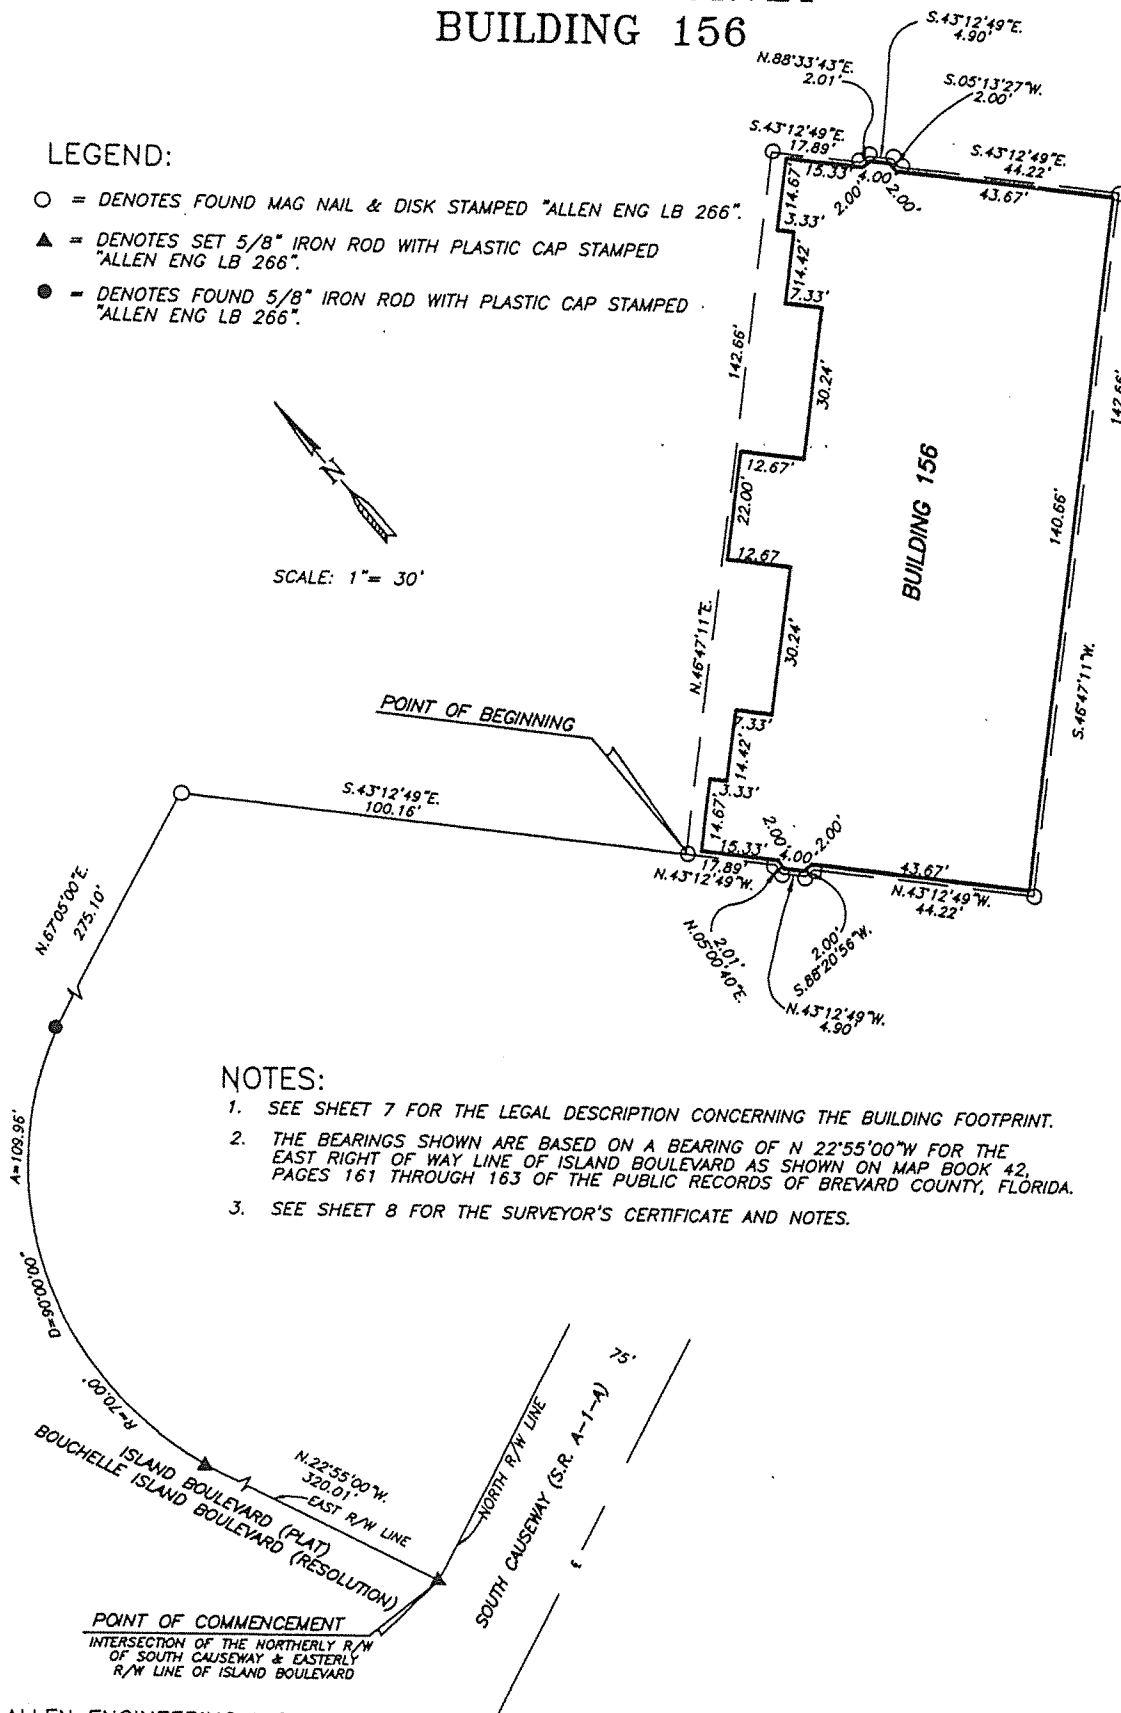 BUILDING 156
S.43°12'49"E.
4.90'
N.88°33'43"E.
2.01'
S.05°13'27"W.
2.00'
S.43°12'49"E.
17.89'
S.43°12'49"E.
44.22'
15.33'
4.00'
2.00'
2.00'
43.67'
14.67'
3.33'
14.42'
7.33'
142.66'
30.24'
12.67'
22.00'
12.67
30.24'
BUILDING 156
140.66'
142.66'
N.46°47'11"E.
S.46°47'11"W.
7.33'
14.42'
3.33'
14.67'
15.33'
2.00'
4.00'
2.00'
43.67'
17.89'
N.43°12'49"W.
N.43°12'49"W.
44.22'
2.01'
N.05°00'40"E.
2.00'
S.88°20'56"W.
N.43°12'49"W.
4.90'
LEGEND:
= DENOTES FOUND MAG NAIL & DISK STAMPED "ALLEN ENG LB 266".
= DENOTES SET 5/8" IRON ROD WITH PLASTIC CAP STAMPED
"ALLEN ENG LB 266".
= DENOTES FOUND 5/8" IRON ROD WITH PLASTIC CAP STAMPED
"ALLEN ENG LB 266".
N
SCALE: 1"= 30'
POINT OF BEGINNING
S.43°12'49"E.
100.16'
N.67°05'00"E.
275.10'
A=109.96'
D=90°00'00"
R=70.00'
NOTES:
1. SEE SHEET 7 FOR THE LEGAL DESCRIPTION CONCERNING THE BUILDING FOOTPRINT.
2. THE BEARINGS SHOWN ARE BASED ON A BEARING OF N 22°55'00"W FOR THE
EAST RIGHT OF WAY LINE OF ISLAND BOULEVARD AS SHOWN ON MAP BOOK 42,
PAGES 161 THROUGH 163 OF THE PUBLIC RECORDS OF BREVARD COUNTY, FLORIDA.
3. SEE SHEET 8 FOR THE SURVEYOR'S CERTIFICATE AND NOTES.
ISLAND BOULEVARD (PLAT)
BOUCHELLE ISLAND BOULEVARD (RESOLUTION)
N.22°55'00"W.
320.01'
EAST R/W LINE
NORTH R/W LINE
SOUTH CAUSEWAY (S.R. A-1-A)
75'
POINT OF COMMENCEMENT
INTERSECTION OF THE NORTHERLY R/W
OF SOUTH CAUSEWAY & EASTERLY
R/W LINE OF ISLAND BOULEVARD
ALLEN ENGINEERING